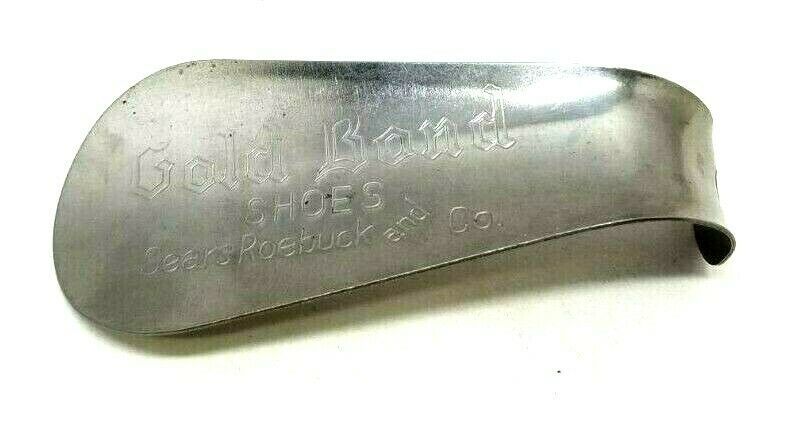 Gold Bond
SHOES
Sears Roebuck and Co.